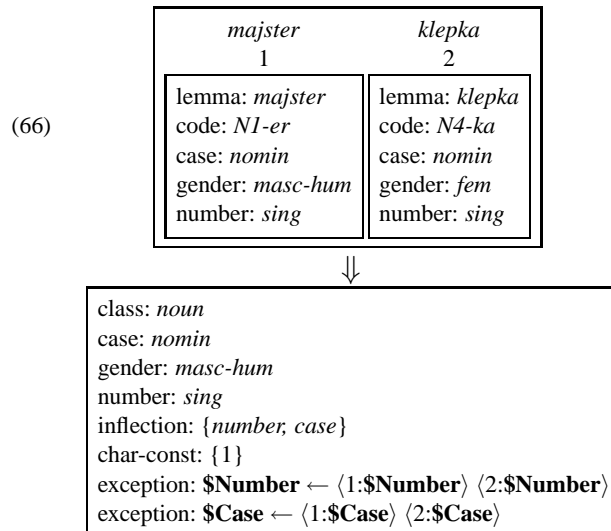 majster klepka
1 2
(66)
lemma: majster lemma: klepka
code: N1-er code: N4-ka
case: nomin case: nomin
gender: masc-hum gender: fem
number: sing number: sing
⇓
class: noun
case: nomin
gender: masc-hum
number: sing
inflection: {number, case}
char-const: {1}
exception: $Number ← ⟨1:$Number⟩ ⟨2:$Number⟩
exception: $Case ← ⟨1:$Case⟩ ⟨2:$Case⟩